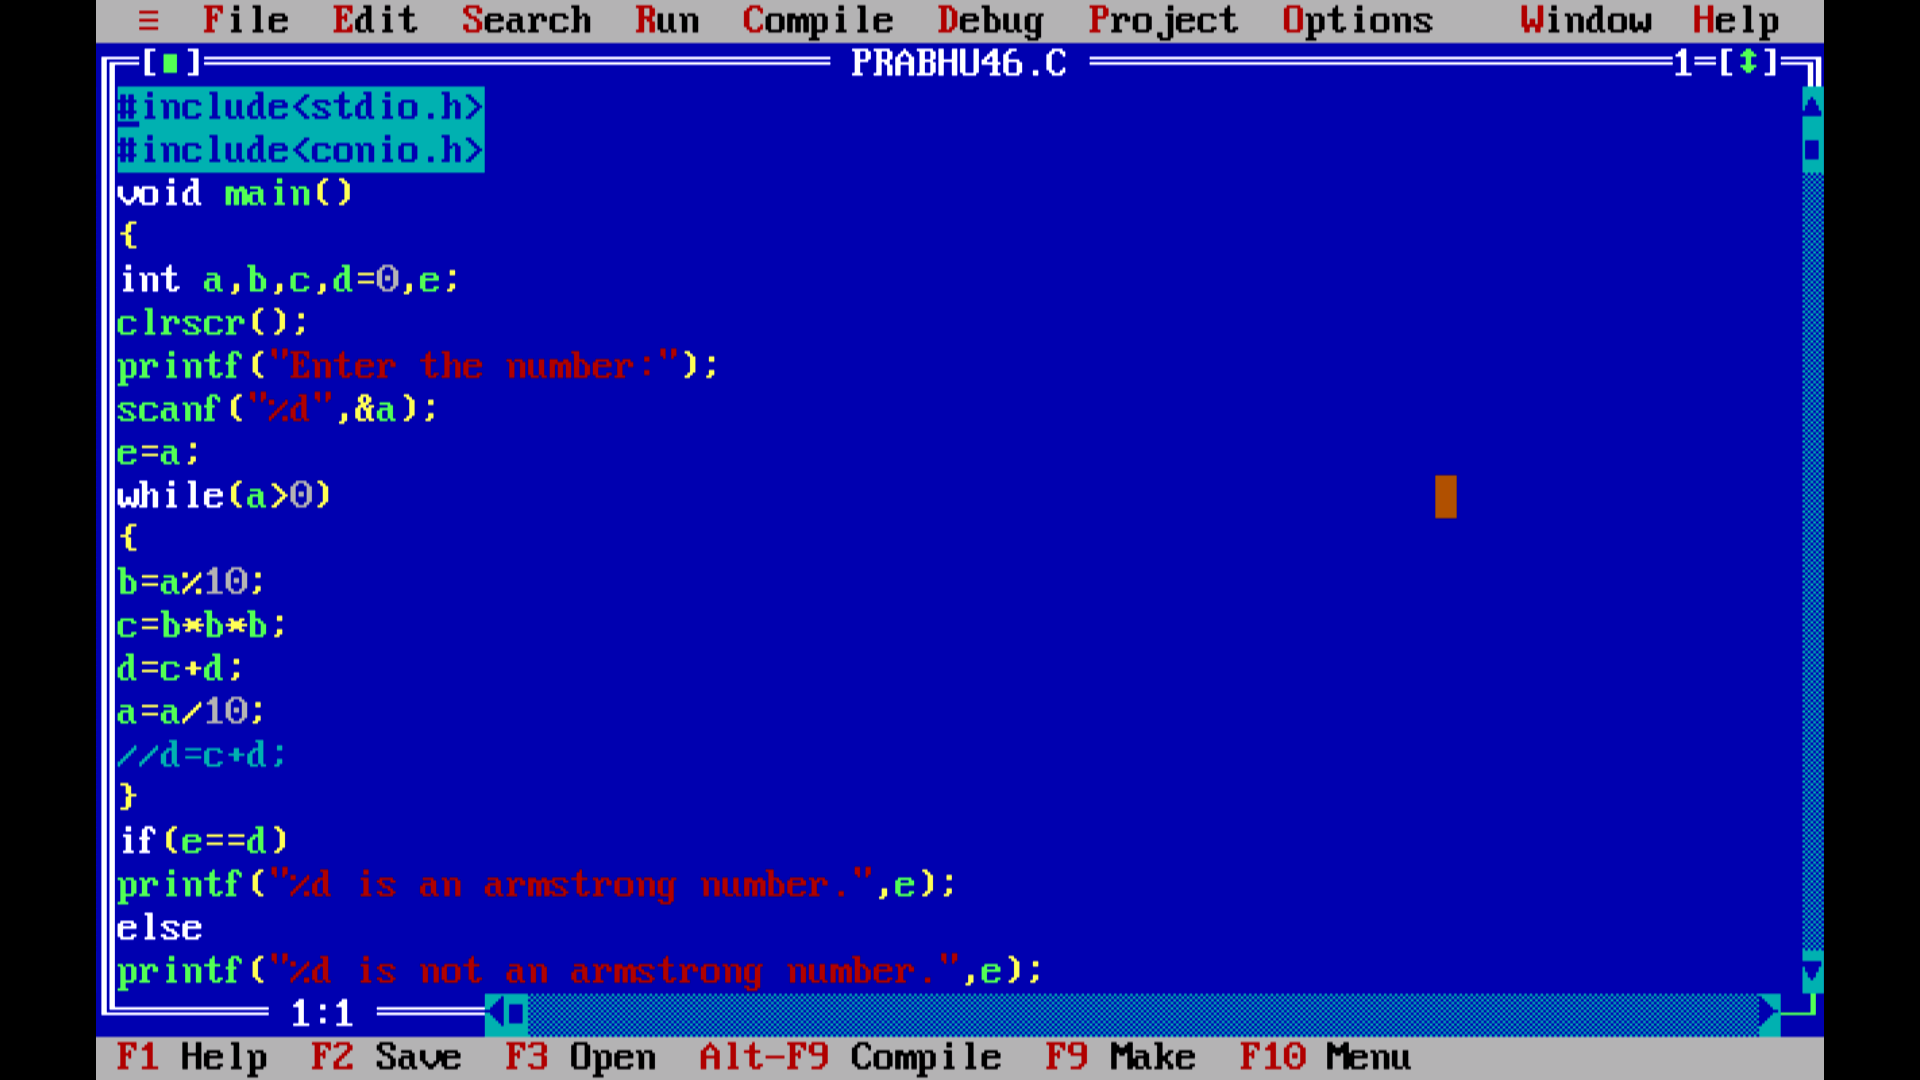 ≡ File Edit Search Run Compile Debug Project Options Window Help
[■] PRABHU46.C 1=[↕]
#include<stdio.h>
#include<conio.h>
void main()
{
int a,b,c,d=0,e;
clrscr();
printf("Enter the number:");
scanf("%d",&a);
e=a;
while(a>0)
{
b=a%10;
c=b*b*b;
d=c+d;
a=a/10;
//d=c+d;
}
if(e==d)
printf("%d is an armstrong number.",e);
else
printf("%d is not an armstrong number.",e);
1:1
F1 Help F2 Save F3 Open Alt-F9 Compile F9 Make F10 Menu